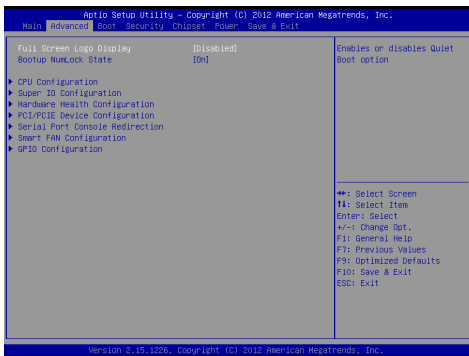 Aptio Setup Utility – Copyright (C) 2012 American Megatrends, Inc.
Main Advanced Boot Security Chipset Power Save & Exit
Full Screen Logo Display [Disabled]
Bootup NumLock State [On]
CPU Configuration
Super IO Configuration
Hardware Health Configuration
PCI/PCIE Device Configuration
Serial Port Console Redirection
Smart FAN Configuration
GPIO Configuration
Enables or disables Quiet
Boot option
→←: Select Screen
↑↓: Select Item
Enter: Select
+/-: Change Opt.
F1: General Help
F7: Previous Values
F9: Optimized Defaults
F10: Save & Exit
ESC: Exit
Version 2.15.1226. Copyright (C) 2012 American Megatrends, Inc.